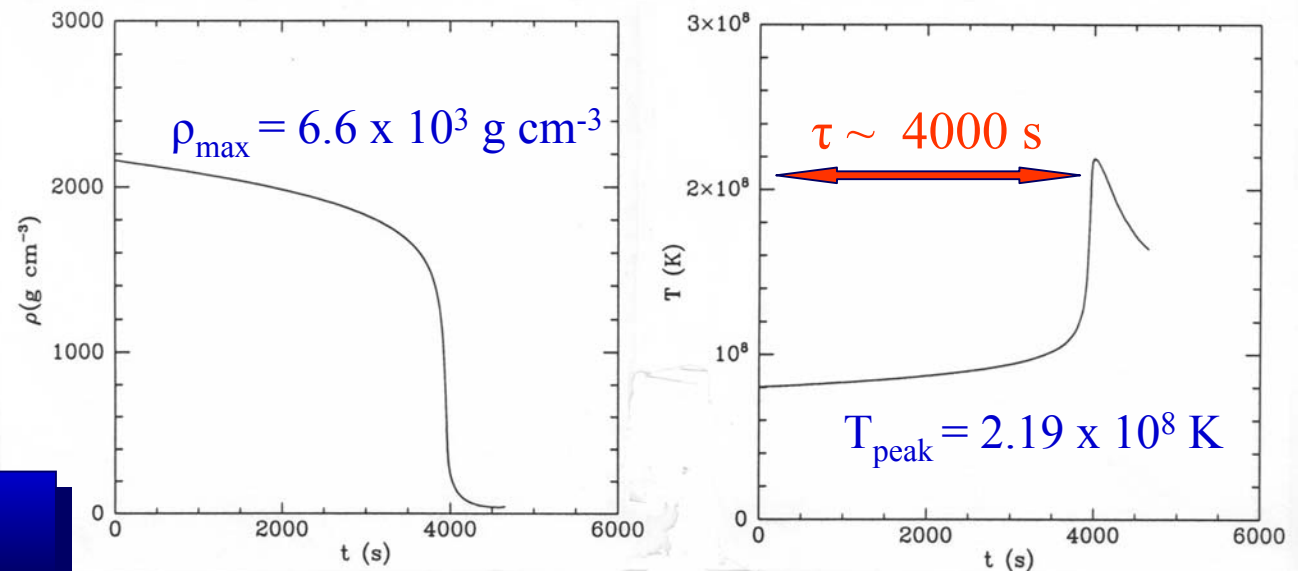 3000
2000
1000
0
ρ(g cm⁻³)
ρmax = 6.6 x 10³ g cm⁻³
0
2000
4000
6000
t (s)
3×10⁸
2×10⁸
10⁸
0
T (K)
τ ~ 4000 s
Tpeak = 2.19 x 10⁸ K
0
2000
4000
6000
t (s)